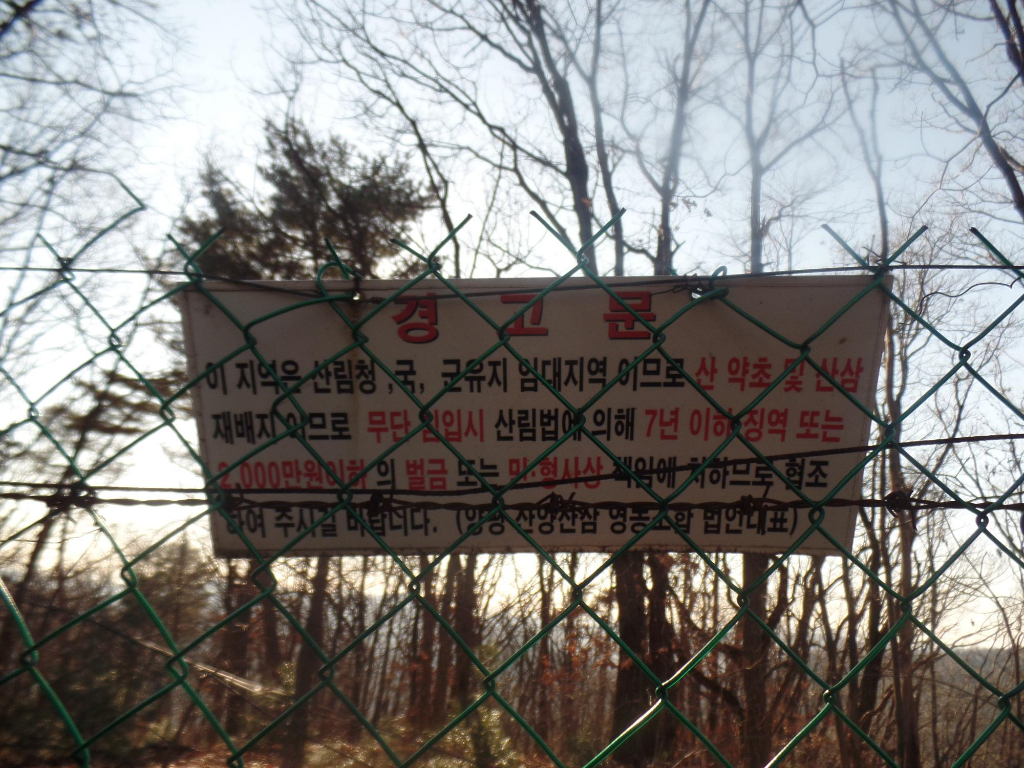 경 고 문
이 지역은 산림청 ,국, 군유지 임대지역 이므로 산 약초 및 산삼
재배지 이므로 무단 입입시 산림법에 의해 7년 이하 징역 또는
2,000만원이하 의 벌금 또는 민·형사상 책임에 처하므로 협조
하여 주시길 바랍니다. ( 산양산삼 영농조합 법인대표)